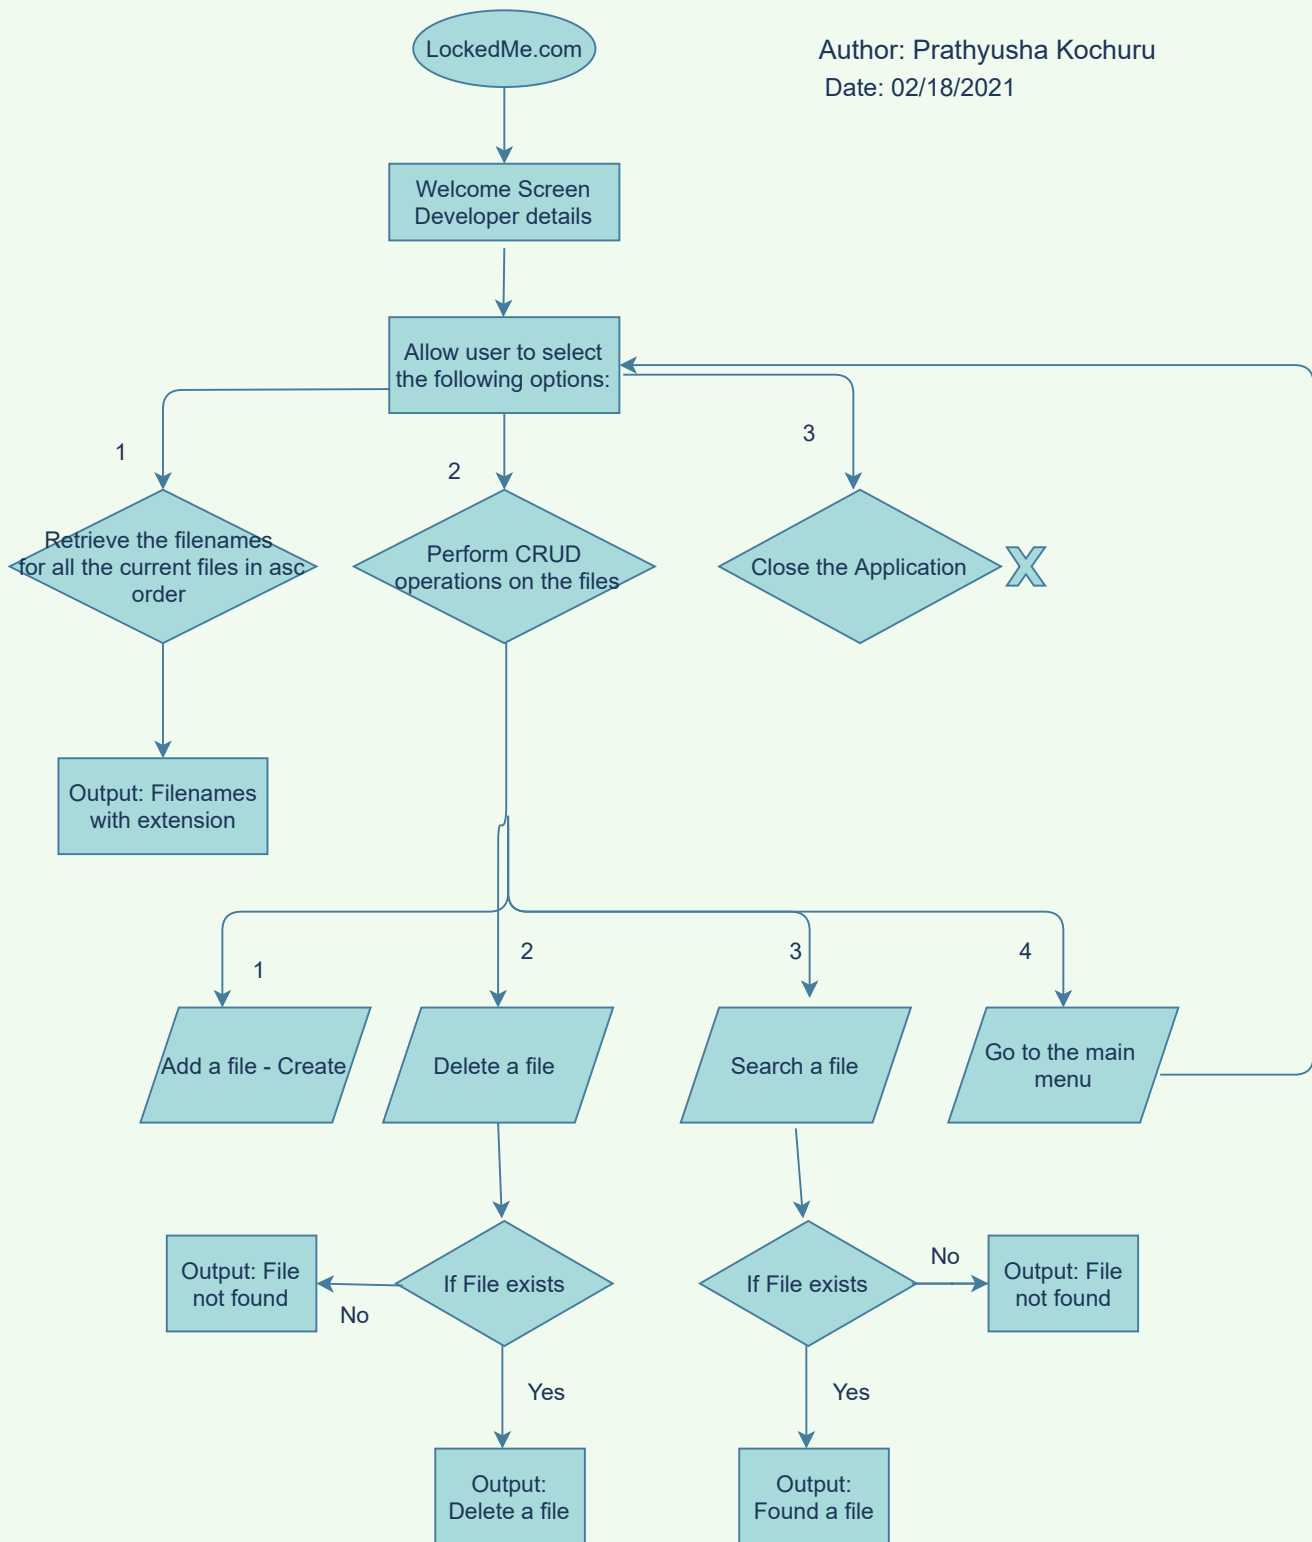 LockedMe.com
Author: Prathyusha Kochuru
Date: 02/18/2021
Welcome Screen
Developer details
Allow user to select
the following options:
1
2
3
Retrieve the filenames
for all the current files in asc
order
Perform CRUD
operations on the files
Close the Application
X
Output: Filenames
with extension
1
2
3
4
Add a file - Create
Delete a file
Search a file
Go to the main
menu
Output: File
not found
No
If File exists
If File exists
No
Output: File
not found
Yes
Yes
Output:
Delete a file
Output:
Found a file